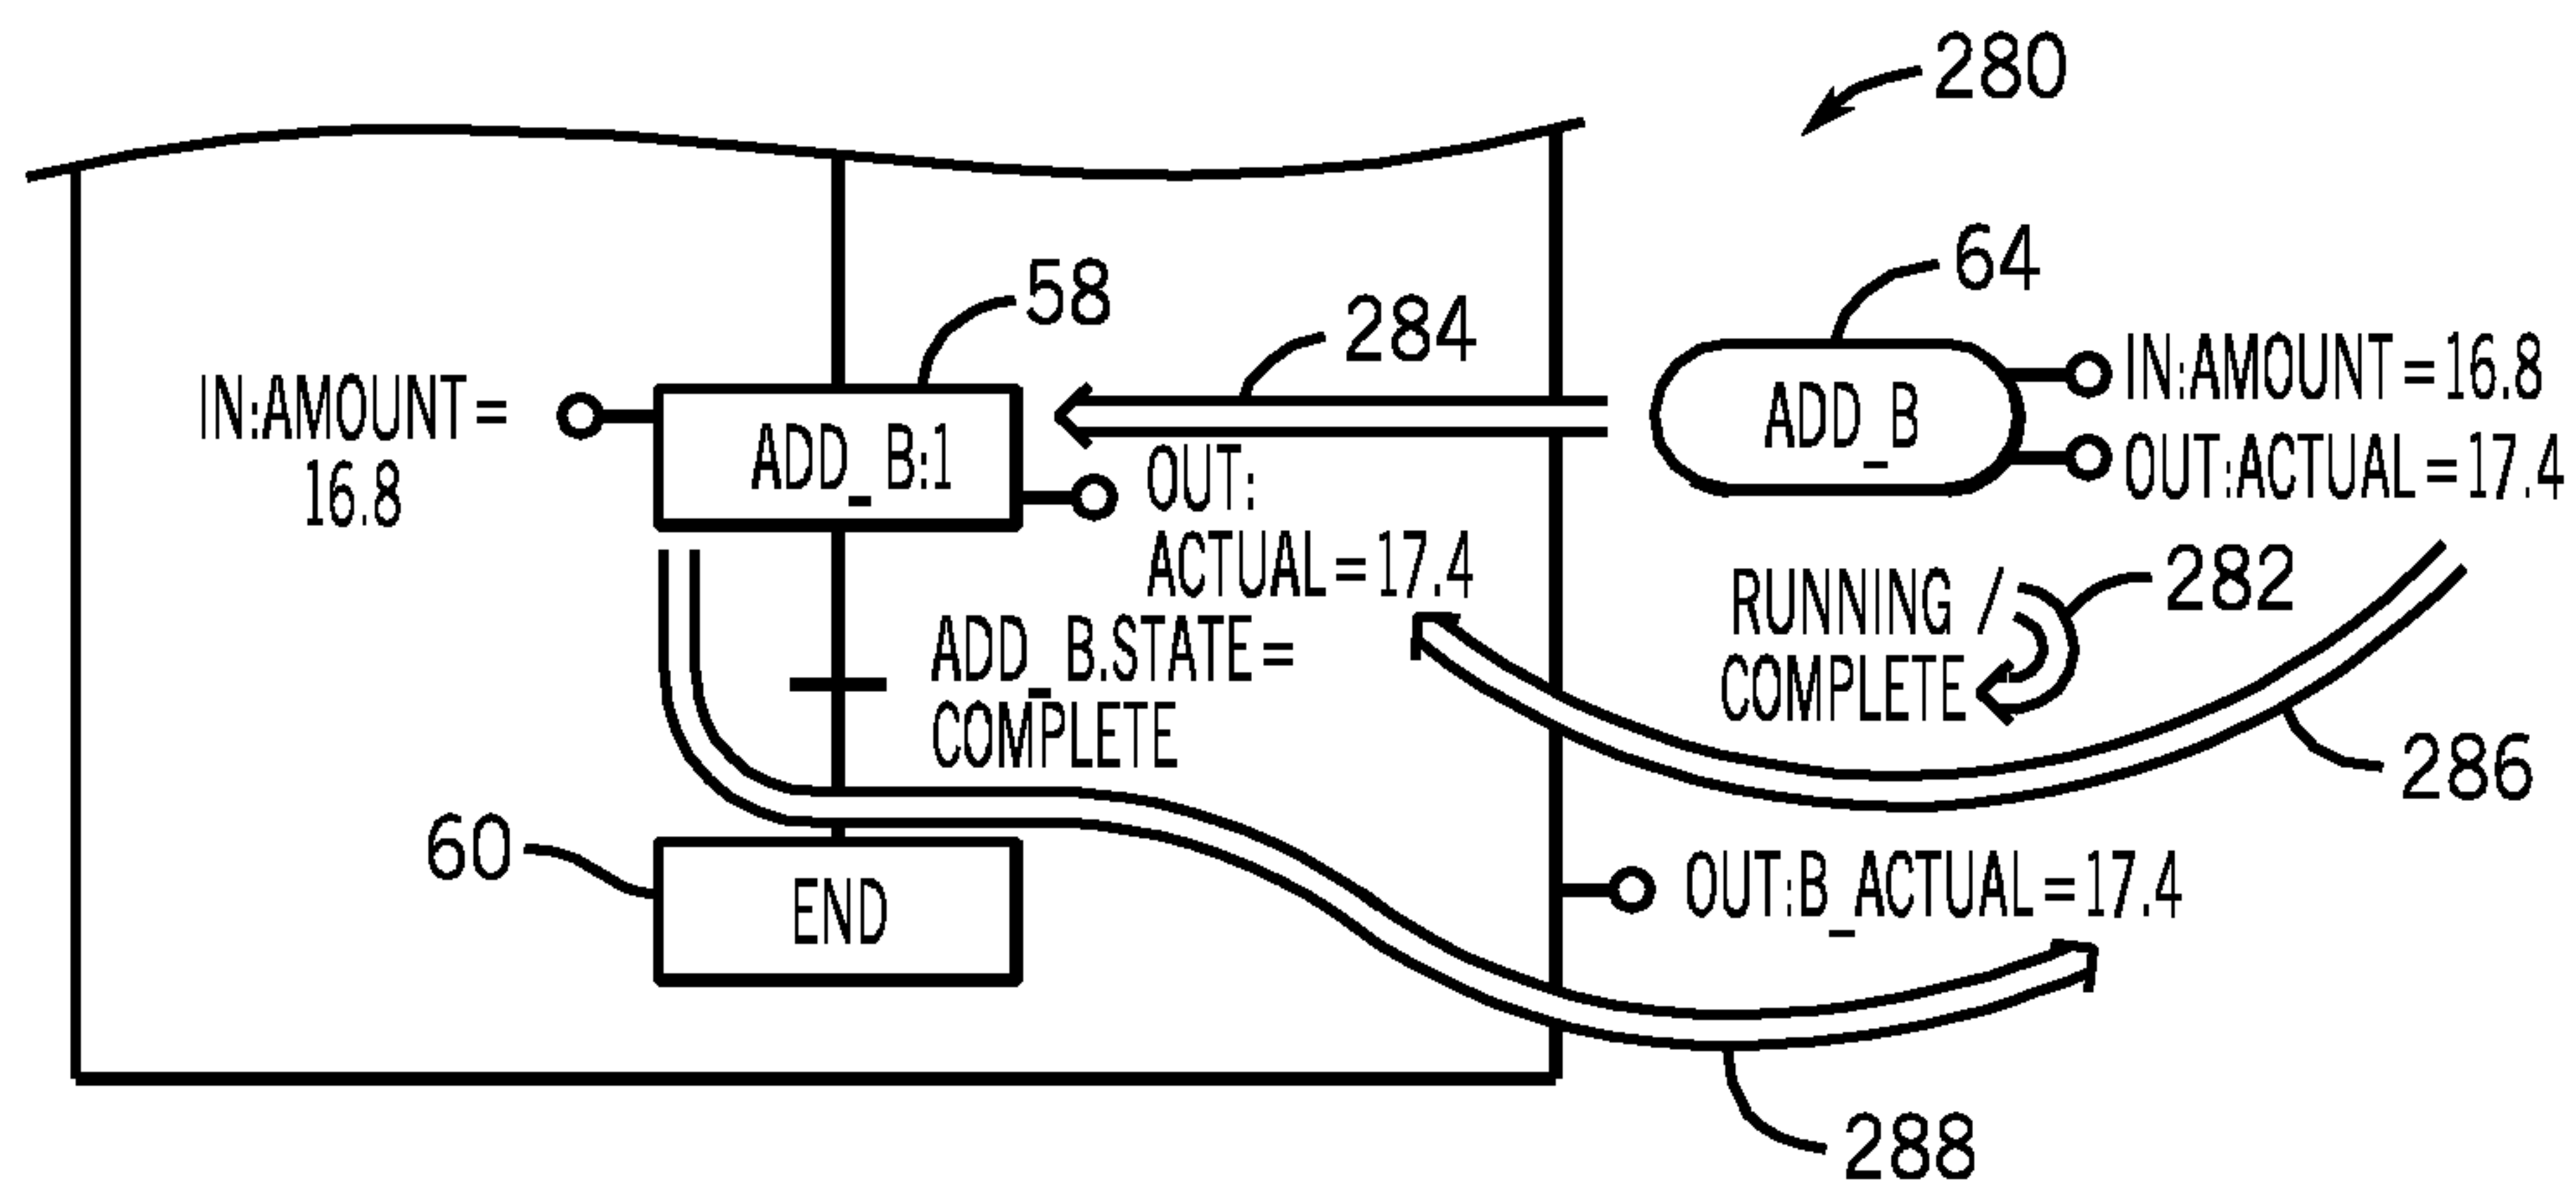 280
64
58
284
IN:AMOUNT=16.8
IN:AMOUNT=
16.8
ADD_B:1
ADD_B
OUT:ACTUAL=17.4
OUT:
ACTUAL=17.4
RUNNING/
COMPLETE
282
ADD_B.STATE=
COMPLETE
286
60
END
OUT:B_ACTUAL=17.4
288